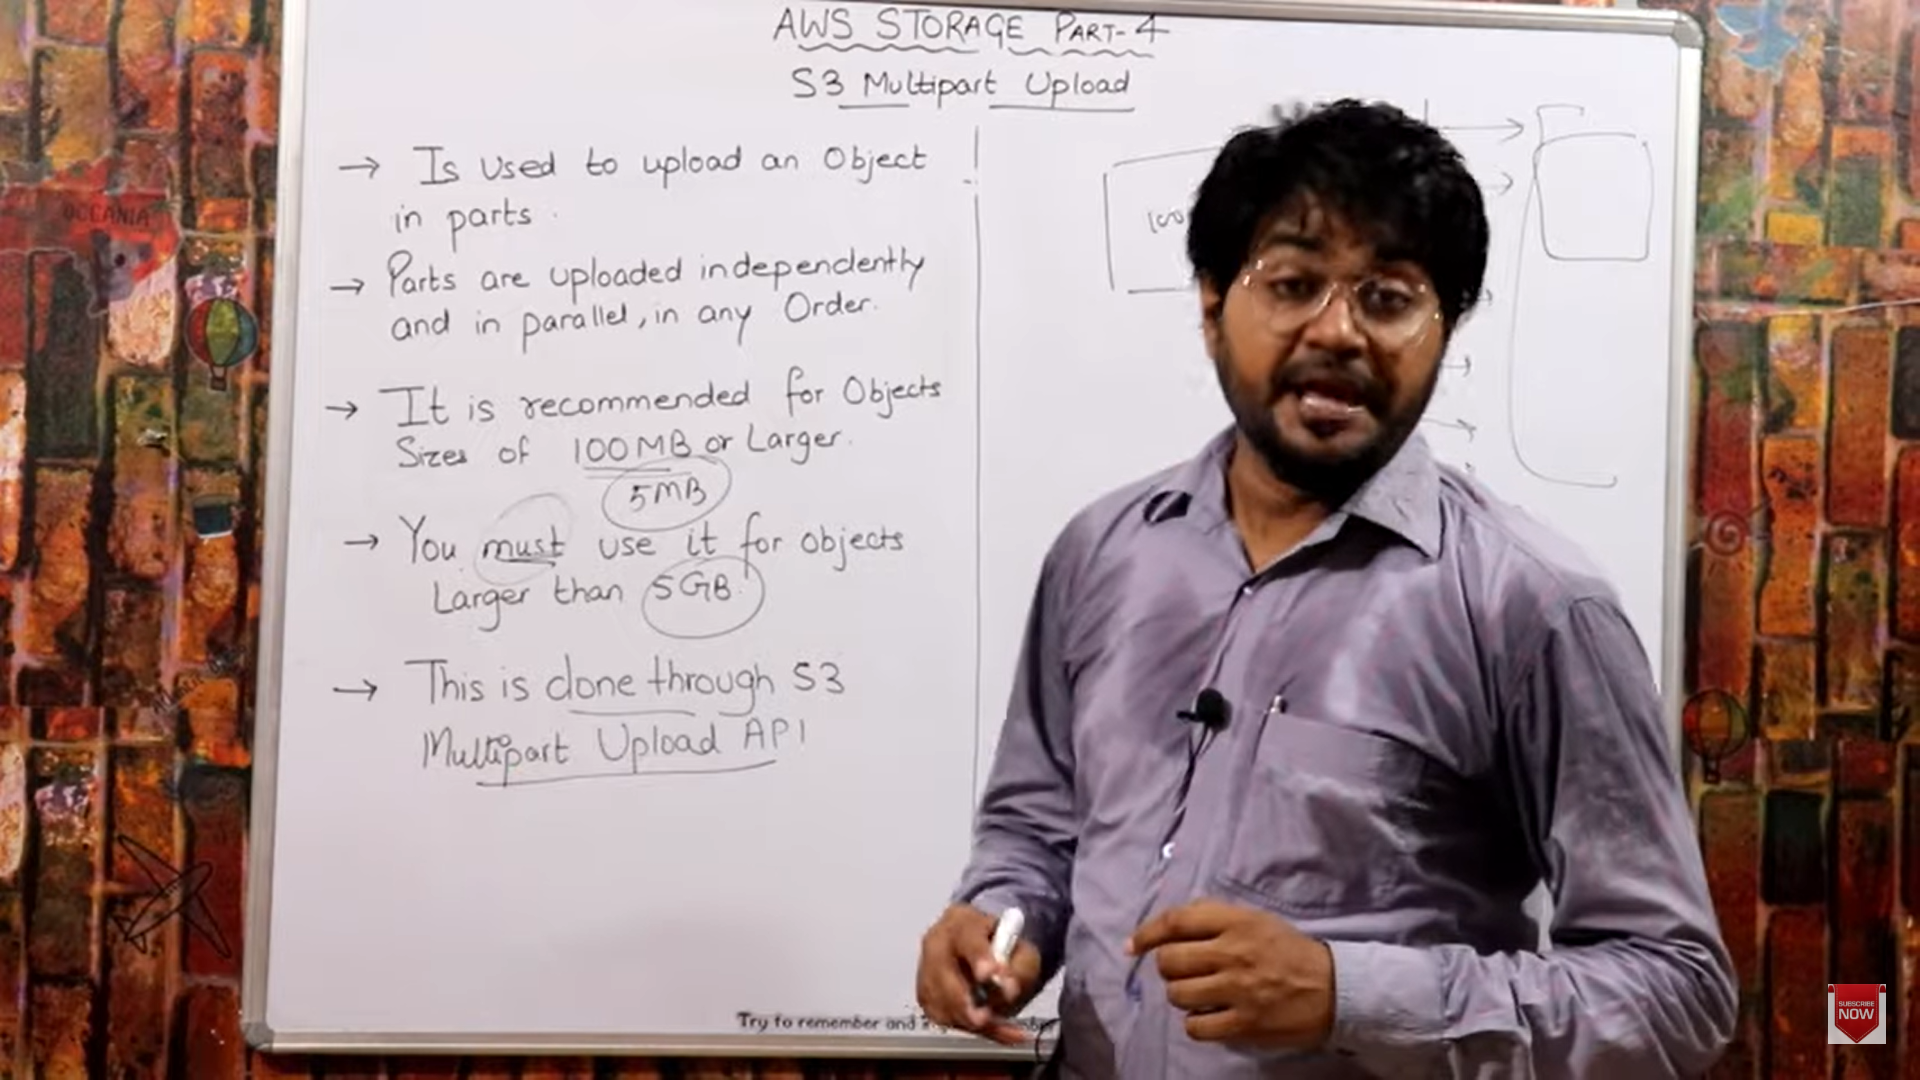 AWS STORAGE PART-4
S3 Multipart Upload
→ Is used to upload an Object
in parts.
→ Parts are uploaded independently
and in parallel, in any Order.
→ It is recommended for Objects
Sizes of 100MB or Larger.
5MB
→ You must use it for objects
Larger than 5GB.
→ This is done through S3
Multipart Upload API
100
Try to remember and
OCEANIA
SUBSCRIBE
NOW